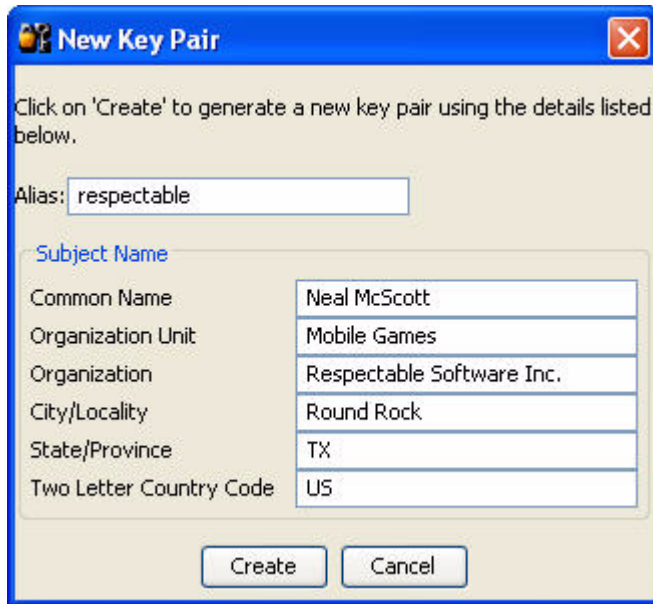 New Key Pair
Click on 'Create' to generate a new key pair using the details listed
below.
Alias: respectable
Subject Name
Common Name Neal McScott
Organization Unit Mobile Games
Organization Respectable Software Inc.
City/Locality Round Rock
State/Province TX
Two Letter Country Code US
Create Cancel